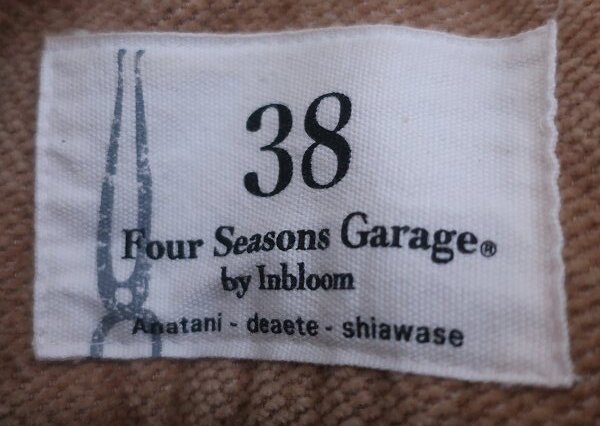 38
Four Seasons Garage®
by Inbloom
Anatani - deaete - shiawase